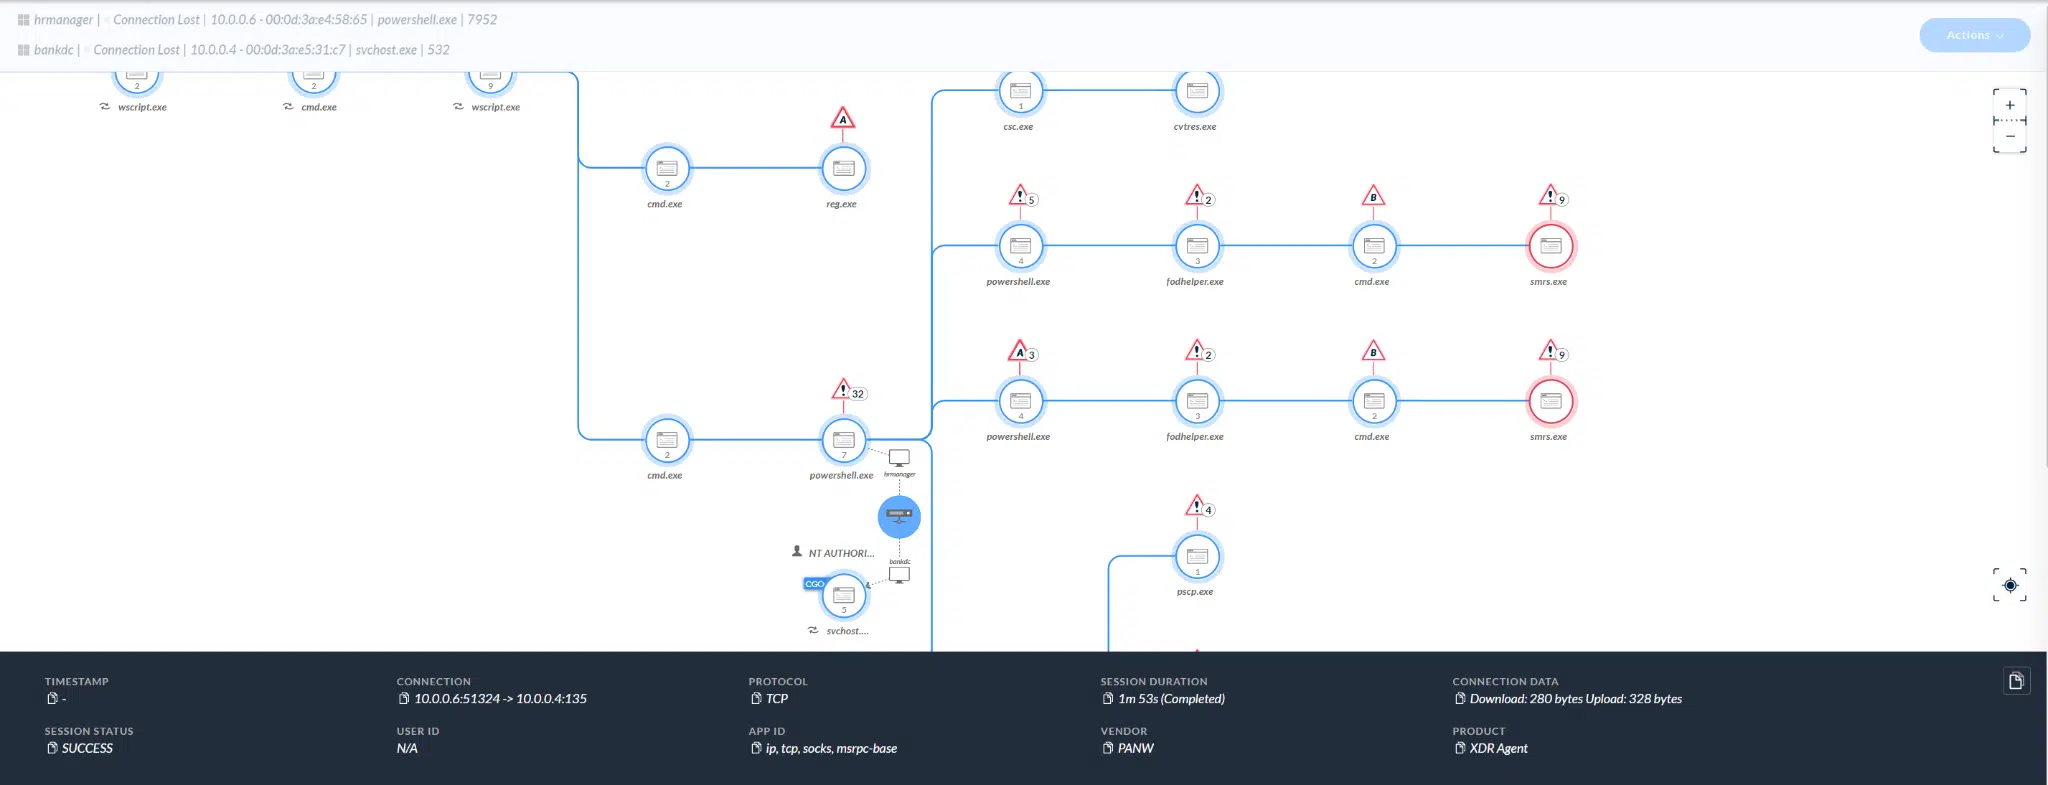 hrmanager | Connection Lost | 10.0.0.6 - 00:0d:3a:e4:58:65 | powershell.exe | 7952
bankdc | Connection Lost | 10.0.0.4 - 00:0d:3a:e5:31:c7 | svchost.exe | 532
Actions
2
2
9
wscript.exe
cmd.exe
wscript.exe
1
csc.exe
cvtres.exe
A
2
cmd.exe
reg.exe
5
2
B
9
4
3
2
powershell.exe
fodhelper.exe
cmd.exe
smrs.exe
A 3
2
B
9
4
3
2
powershell.exe
fodhelper.exe
cmd.exe
smrs.exe
32
2
7
cmd.exe
powershell.exe
hrmanager
NT AUTHORI...
bankdc
CGO
5
svchost....
4
1
pscp.exe
+
−
TIMESTAMP
-
CONNECTION
10.0.0.6:51324 -> 10.0.0.4:135
PROTOCOL
TCP
SESSION DURATION
1m 53s (Completed)
CONNECTION DATA
Download: 280 bytes Upload: 328 bytes
SESSION STATUS
SUCCESS
USER ID
N/A
APP ID
ip, tcp, socks, msrpc-base
VENDOR
PANW
PRODUCT
XDR Agent